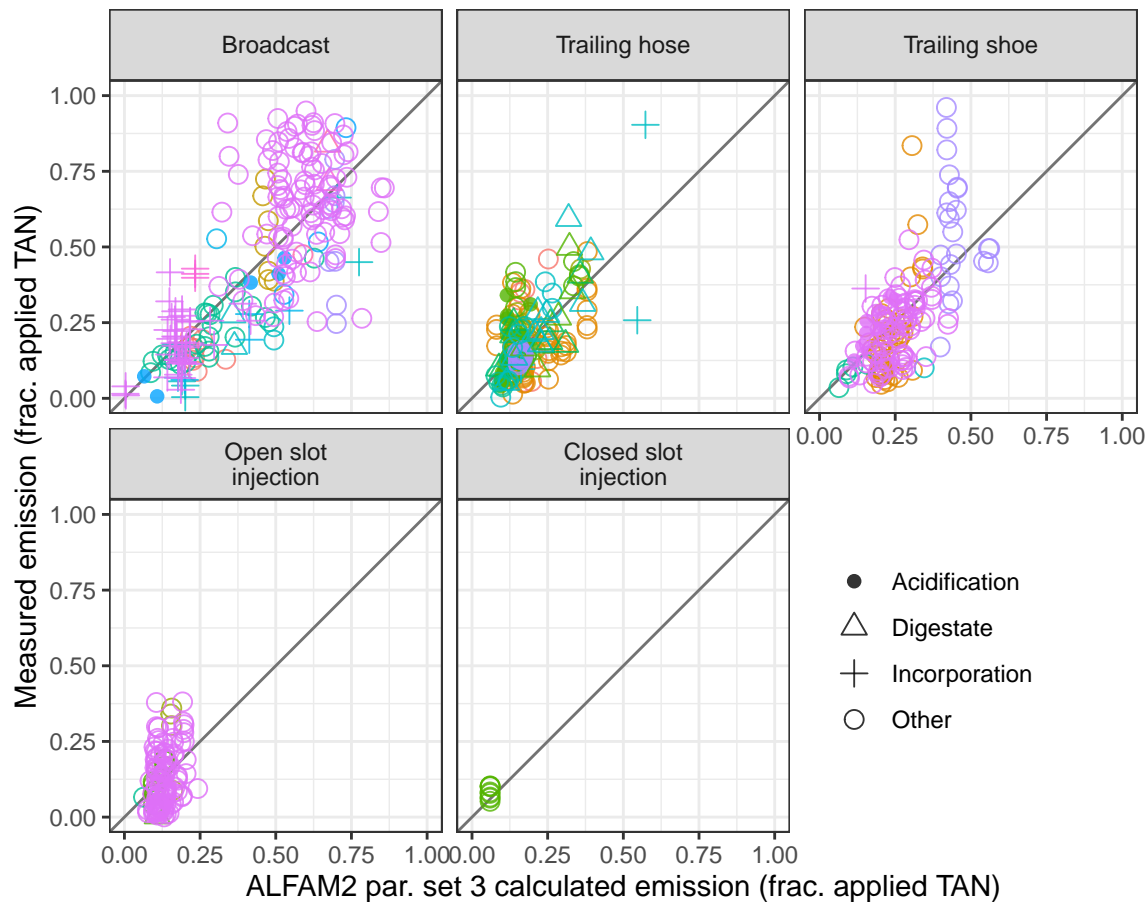 Broadcast
Trailing hose
Trailing shoe
1.00
0.75
0.50
0.25
0.00
0.00 0.25 0.50 0.75 1.00
Open slot
injection
Closed slot
injection
1.00
0.75
0.50
0.25
0.00
0.00 0.25 0.50 0.75 1.00
0.00 0.25 0.50 0.75 1.00
Measured emission (frac. applied TAN)
ALFAM2 par. set 3 calculated emission (frac. applied TAN)
Acidification
Digestate
Incorporation
Other